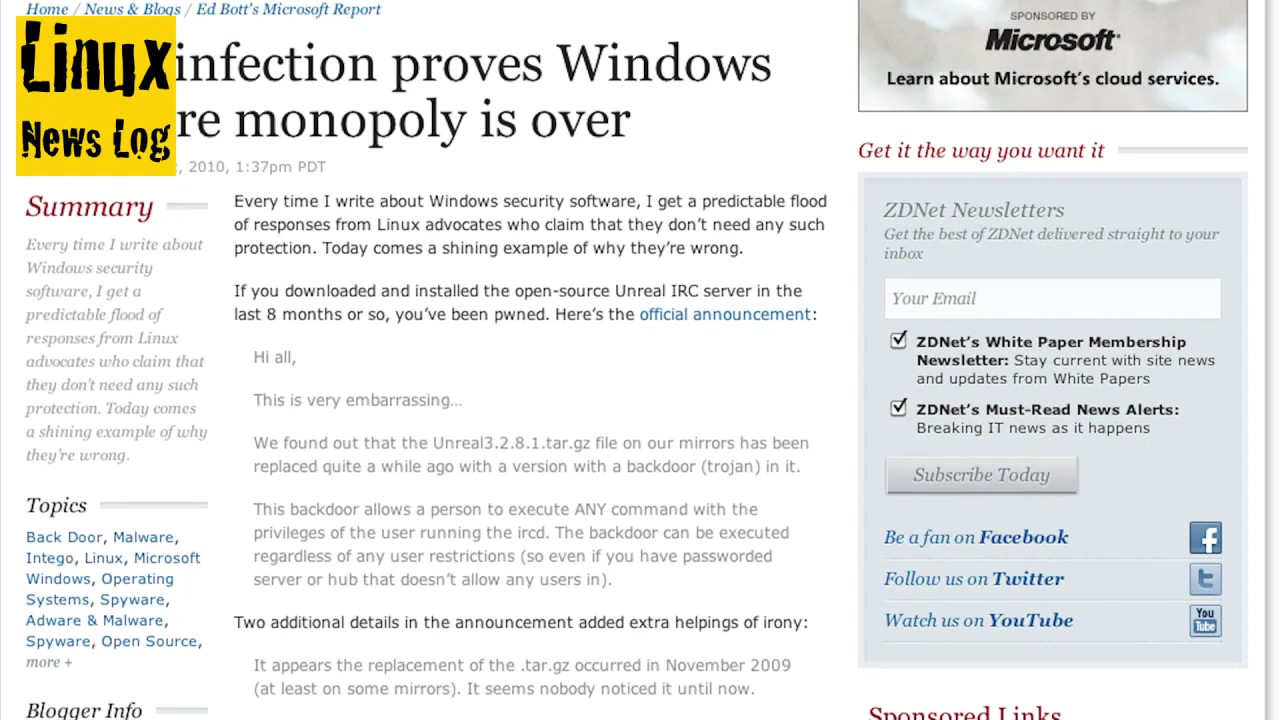 Home / News & Blogs / Ed Bott's Microsoft Report
Linux
News Log
infection proves Windows
re monopoly is over
, 2010, 1:37pm PDT
Summary
Every time I write about
Windows security
software, I get a
predictable flood of
responses from Linux
advocates who claim that
they don't need any such
protection. Today comes
a shining example of why
they're wrong.
Topics
Back Door, Malware,
Intego, Linux, Microsoft
Windows, Operating
Systems, Spyware,
Adware & Malware,
Spyware, Open Source,
more +
Blogger Info
Every time I write about Windows security software, I get a predictable flood
of responses from Linux advocates who claim that they don't need any such
protection. Today comes a shining example of why they're wrong.
If you downloaded and installed the open-source Unreal IRC server in the
last 8 months or so, you've been pwned. Here's the official announcement:
Hi all,
This is very embarrassing…
We found out that the Unreal3.2.8.1.tar.gz file on our mirrors has been
replaced quite a while ago with a version with a backdoor (trojan) in it.
This backdoor allows a person to execute ANY command with the
privileges of the user running the ircd. The backdoor can be executed
regardless of any user restrictions (so even if you have passworded
server or hub that doesn't allow any users in).
Two additional details in the announcement added extra helpings of irony:
It appears the replacement of the .tar.gz occurred in November 2009
(at least on some mirrors). It seems nobody noticed it until now.
SPONSORED BY
Microsoft
Learn about Microsoft's cloud services.
Get it the way you want it
ZDNet Newsletters
Get the best of ZDNet delivered straight to your
inbox
Your Email
ZDNet's White Paper Membership
Newsletter: Stay current with site news
and updates from White Papers
ZDNet's Must-Read News Alerts:
Breaking IT news as it happens
Subscribe Today
Be a fan on Facebook
Follow us on Twitter
Watch us on YouTube
You
Tube
Sponsored Links